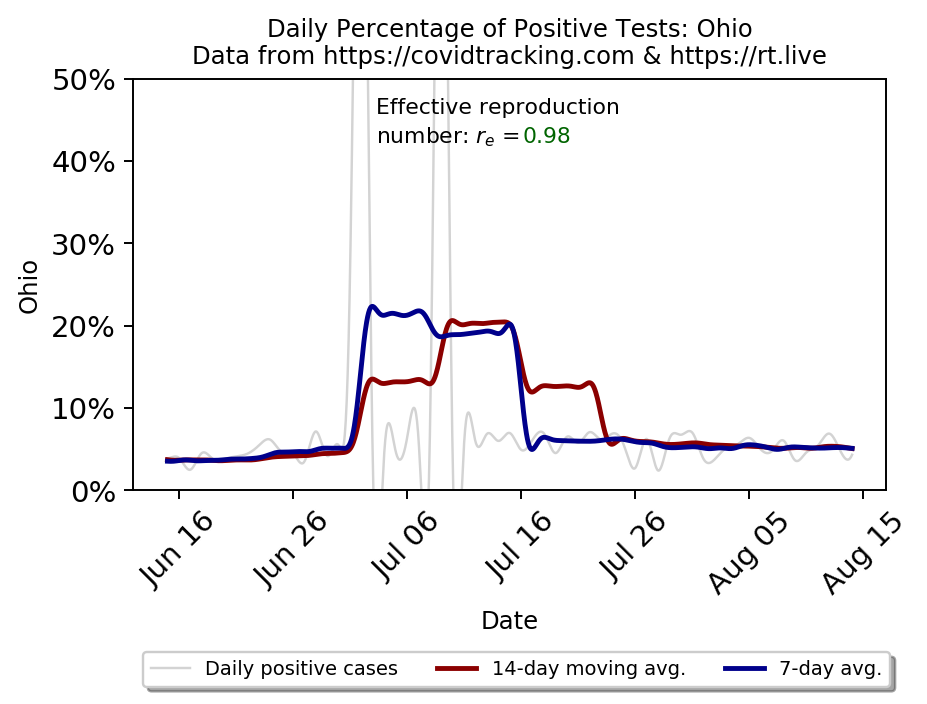 Daily Percentage of Positive Tests: Ohio
Data from https://covidtracking.com & https://rt.live
50%
40%
30%
20%
10%
0%
Ohio
Effective reproduction
number: rₑ =0.98
Jun 16
Jun 26
Jul 06
Jul 16
Jul 26
Aug 05
Aug 15
Date
Daily positive cases
14-day moving avg.
7-day avg.